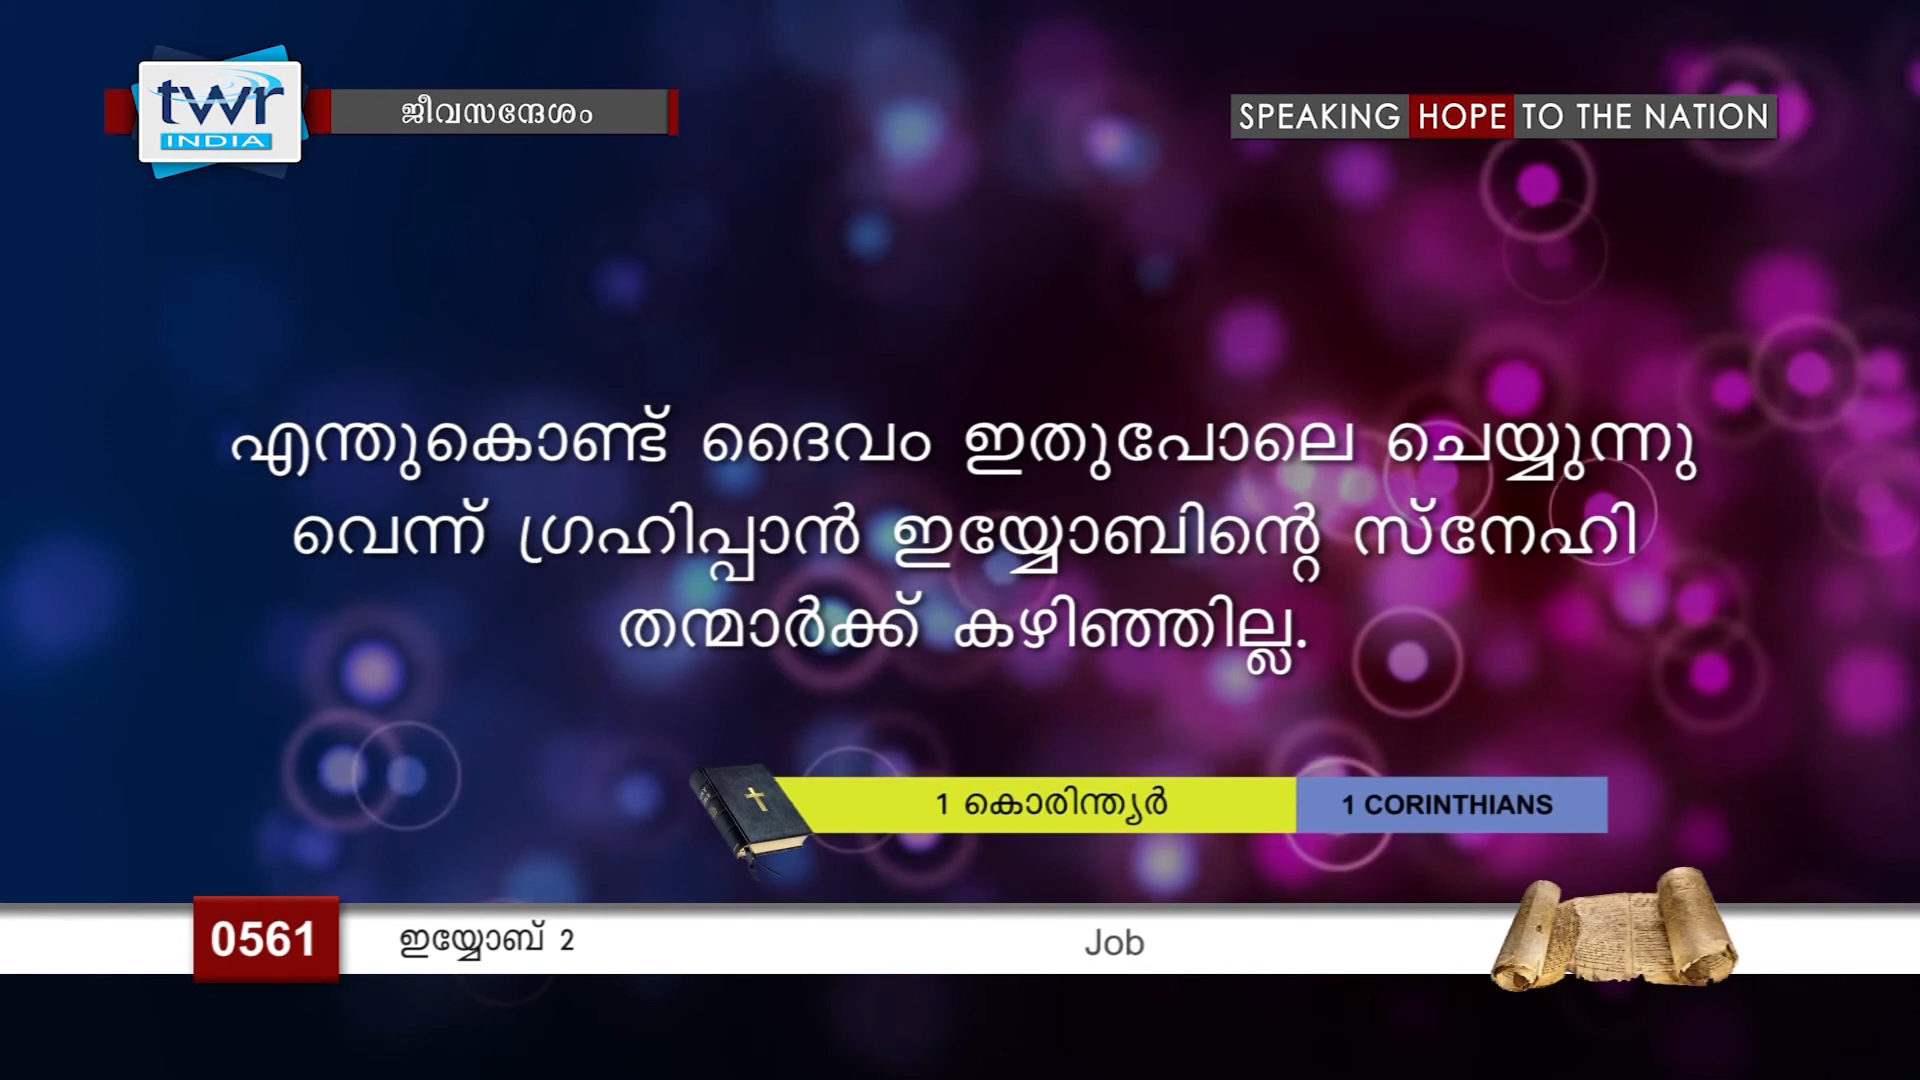 twr
INDIA
ജീവസന്ദേശം
SPEAKING HOPE TO THE NATION
എന്തുകൊണ്ട് ദൈവം ഇതുപോലെ ചെയ്യുന്നു
വെന്ന് ഗ്രഹിപ്പാൻ ഇയ്യോബിന്റെ സ്നേഹി
തന്മാർക്ക് കഴിഞ്ഞില്ല.
1 കൊരിന്ത്യർ
1 CORINTHIANS
0561
ഇയ്യോബ് 2
Job